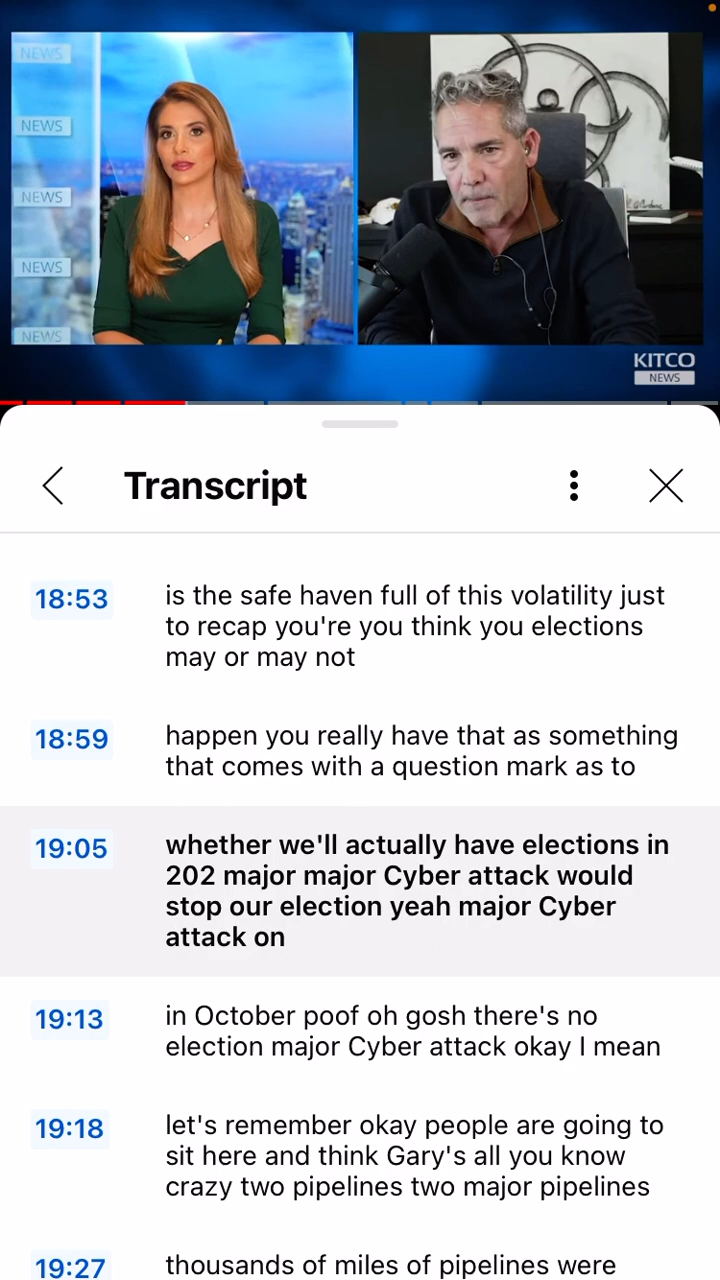 NEWS
NEWS
NEWS
NEWS
NEWS
KITCO
NEWS
Transcript
18:53
is the safe haven full of this volatility just
to recap you're you think you elections
may or may not
18:59
happen you really have that as something
that comes with a question mark as to
19:05
whether we'll actually have elections in
202 major major Cyber attack would
stop our election yeah major Cyber
attack on
19:13
in October poof oh gosh there's no
election major Cyber attack okay I mean
19:18
let's remember okay people are going to
sit here and think Gary's all you know
crazy two pipelines two major pipelines
19:27
thousands of miles of pipelines were